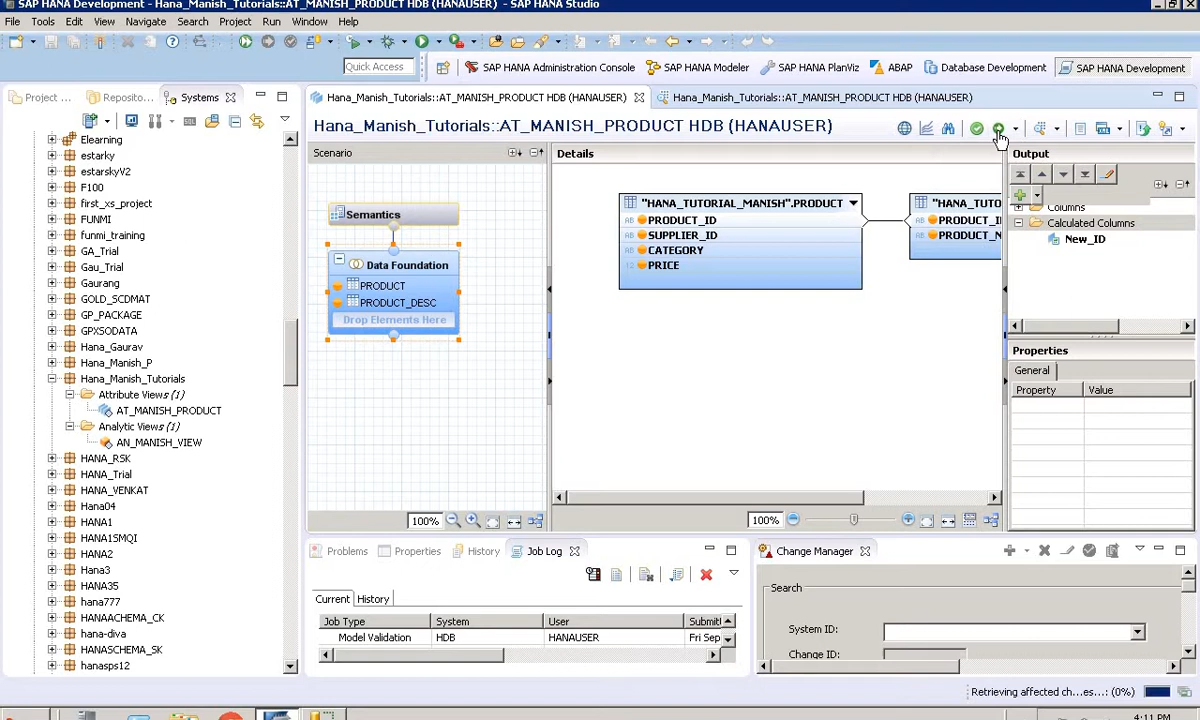 SAP HANA Development - Hana_Manish_Tutorials::AT_MANISH_PRODUCT HDB (HANAUSER) - SAP HANA Studio
File Tools Edit View Navigate Search Project Run Window Help
Quick Access
SAP HANA Administration Console SAP HANA Modeler SAP HANA PlanViz ABAP Database Development SAP HANA Development
Project ... Reposito... Systems
Elearning
estarky
estarskyV2
F100
first_xs_project
FUNMI
funmi_training
GA_Trial
Gau_Trial
Gaurang
GOLD_SCDMAT
GP_PACKAGE
GPXSODATA
Hana_Gaurav
Hana_Manish_P
Hana_Manish_Tutorials
Attribute Views (1)
AT_MANISH_PRODUCT
Analytic Views (1)
AN_MANISH_VIEW
HANA_RSK
HANA_Trial
HANA_VENKAT
Hana04
HANA1
HANA1SMQI
HANA2
Hana3
HANA35
hana777
HANAACHEMA_CK
hana-diva
HANASCHEMA_SK
hanasps12
Hana_Manish_Tutorials::AT_MANISH_PRODUCT HDB (HANAUSER)
Hana_Manish_Tutorials::AT_MANISH_PRODUCT HDB (HANAUSER)
Hana_Manish_Tutorials::AT_MANISH_PRODUCT HDB (HANAUSER)
Scenario
Semantics
Data Foundation
PRODUCT
PRODUCT_DESC
Drop Elements Here
100%
Details
"HANA_TUTORIAL_MANISH".PRODUCT
AB PRODUCT_ID
AB SUPPLIER_ID
AB CATEGORY
12 PRICE
"HANA_TUTO
AB PRODUCT_I
AB PRODUCT_N
100%
Output
Columns
Calculated Columns
New_ID
Properties
General
Property Value
Problems Properties History Job Log
Current History
Job Type System User Submit
Model Validation HDB HANAUSER Fri Sep
Change Manager
Search
System ID:
Change ID:
Retrieving affected ch...es...: (0%)
4:11 PM